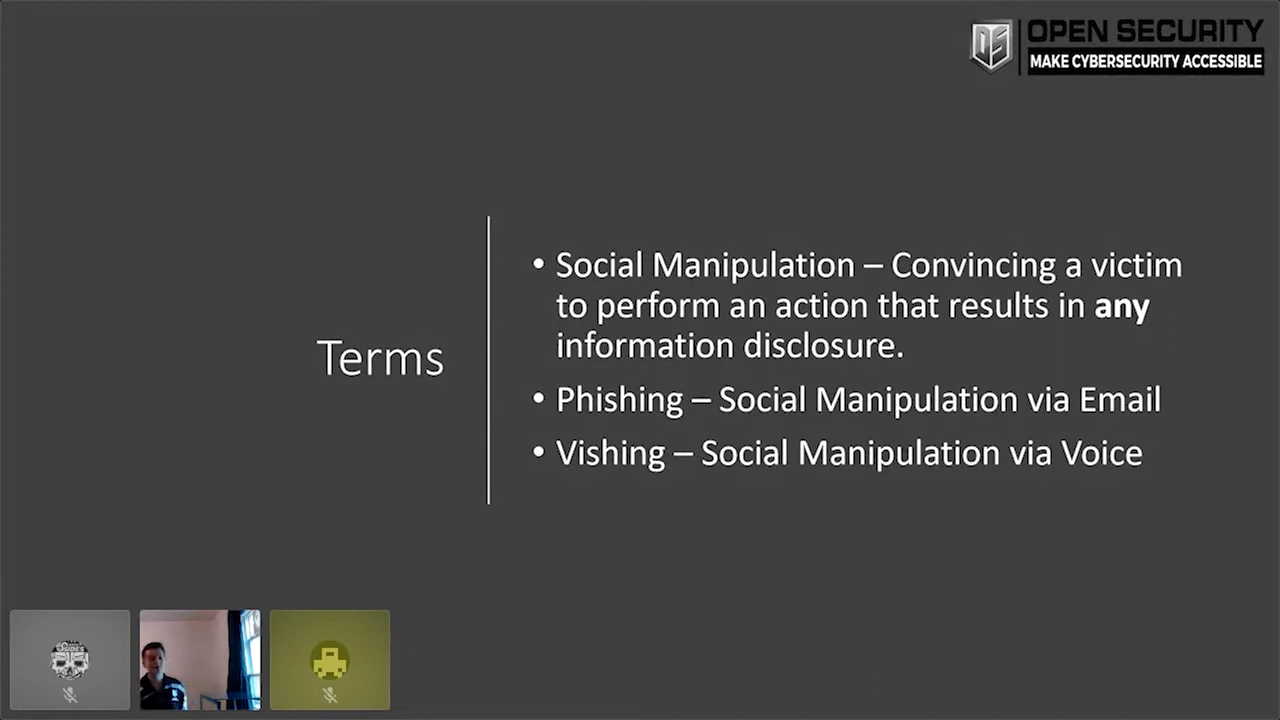 OPEN SECURITY
MAKE CYBERSECURITY ACCESSIBLE
Terms
• Social Manipulation – Convincing a victim
to perform an action that results in any
information disclosure.
• Phishing – Social Manipulation via Email
• Vishing – Social Manipulation via Voice